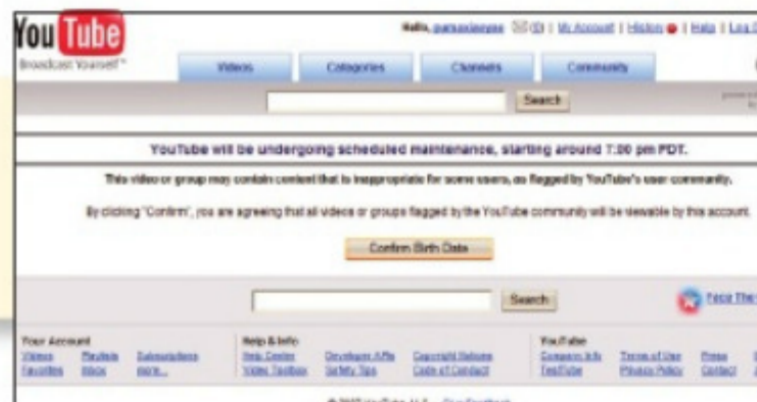 You Tube
Broadcast Yourself™
Hello, | My Account | History | Help | Log
Videos Categories Channels Community
Search
YouTube will be undergoing scheduled maintenance, starting around 7:00 pm PDT.
This video or group may contain content that is inappropriate for some users, as flagged by YouTube's user community.
By clicking "Confirm", you are agreeing that all videos or groups flagged by the YouTube community will be viewable by this account.
Confirm Birth Date
Search
Your Account Help & Info YouTube
Videos Playlists Subscriptions Help Center Developer APIs Copyright Notices Company Info Terms of Use Press
Favorites Inbox more... Video Toolbox Safety Tips Code of Conduct TestTube Privacy Policy Contact
© 2007 YouTube, LLC